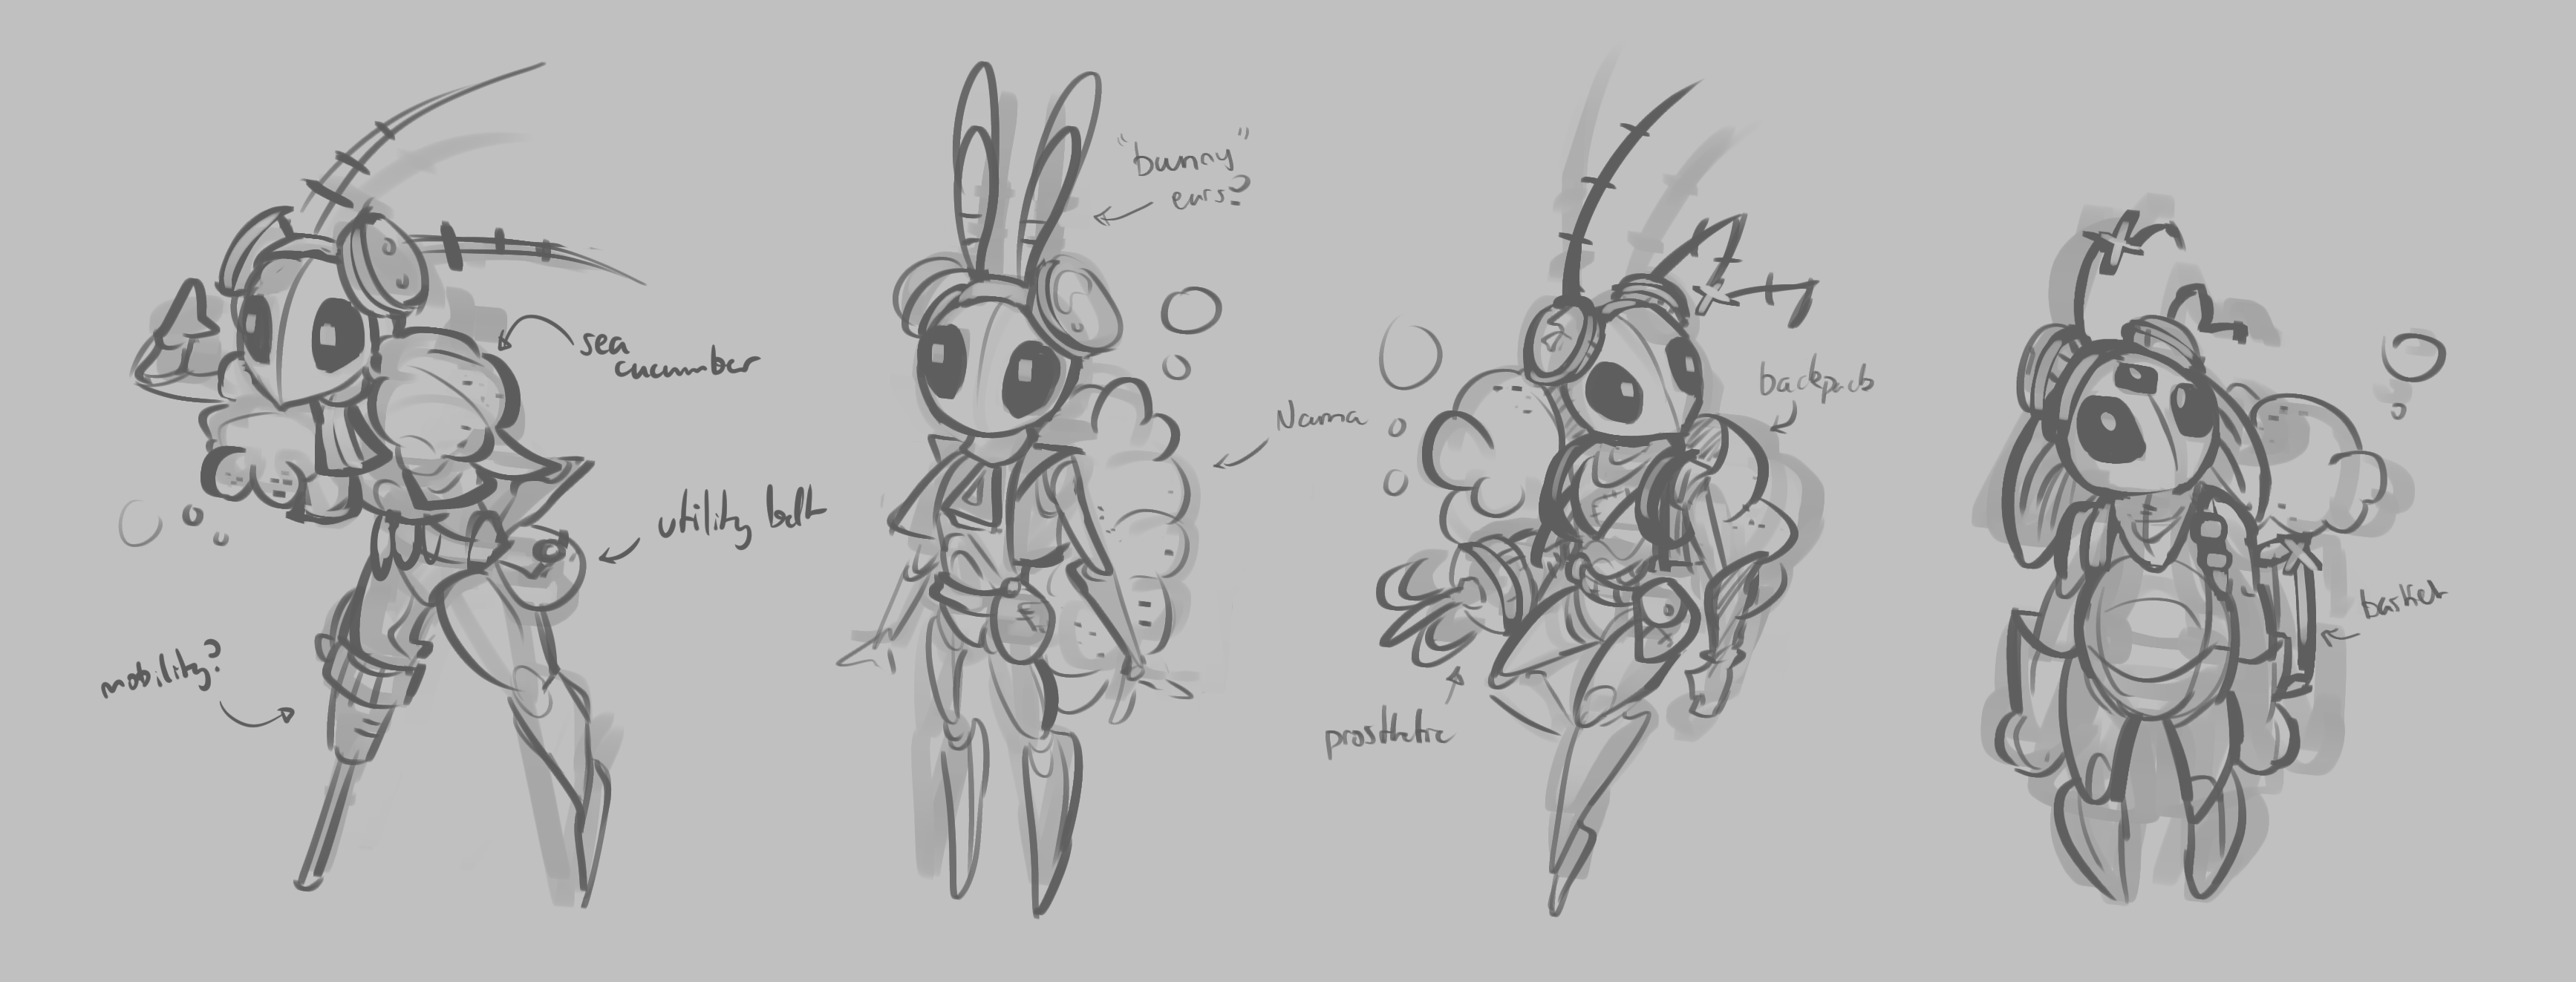 "bunny"
ears?
sea
cucumber
Nama
backpack
utility belt
basket
mobility?
prosthetic